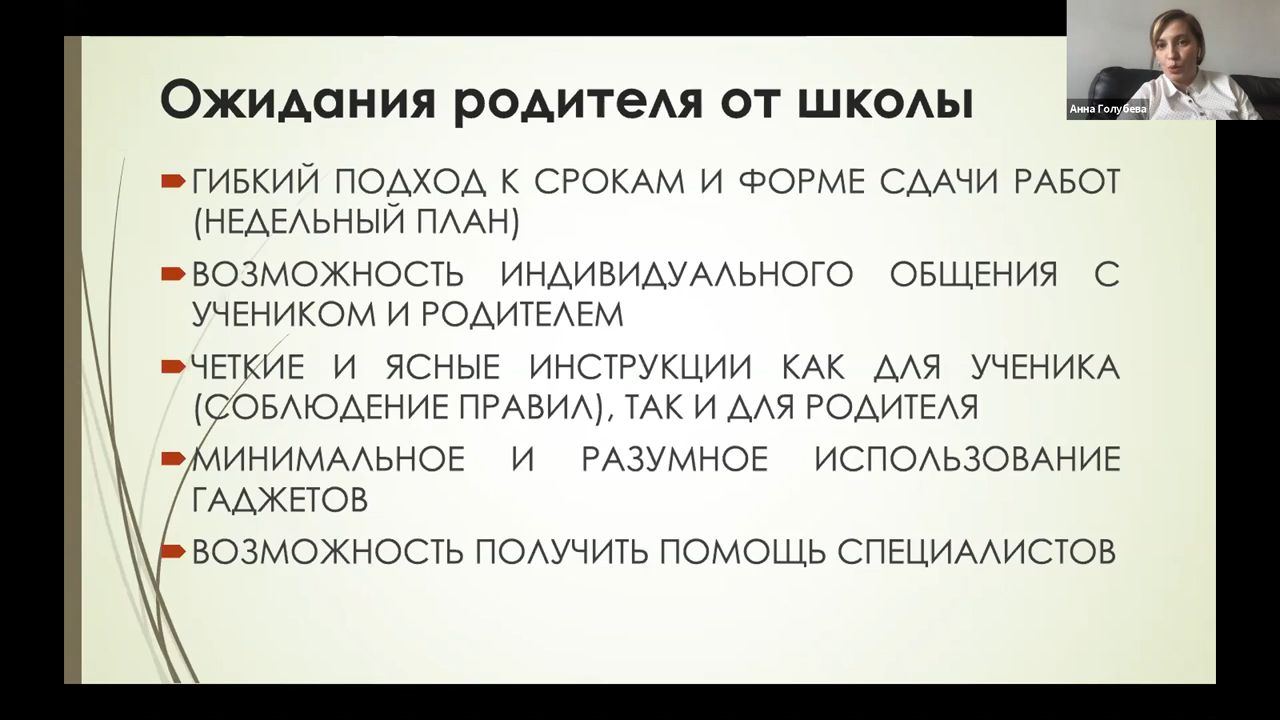 Ожидания родителя от школы
ГИБКИЙ ПОДХОД К СРОКАМ И ФОРМЕ СДАЧИ РАБОТ
(НЕДЕЛЬНЫЙ ПЛАН)
ВОЗМОЖНОСТЬ ИНДИВИДУАЛЬНОГО ОБЩЕНИЯ С
УЧЕНИКОМ И РОДИТЕЛЕМ
ЧЕТКИЕ И ЯСНЫЕ ИНСТРУКЦИИ КАК ДЛЯ УЧЕНИКА
(СОБЛЮДЕНИЕ ПРАВИЛ), ТАК И ДЛЯ РОДИТЕЛЯ
МИНИМАЛЬНОЕ И РАЗУМНОЕ ИСПОЛЬЗОВАНИЕ
ГАДЖЕТОВ
ВОЗМОЖНОСТЬ ПОЛУЧИТЬ ПОМОЩЬ СПЕЦИАЛИСТОВ
Анна Голубева